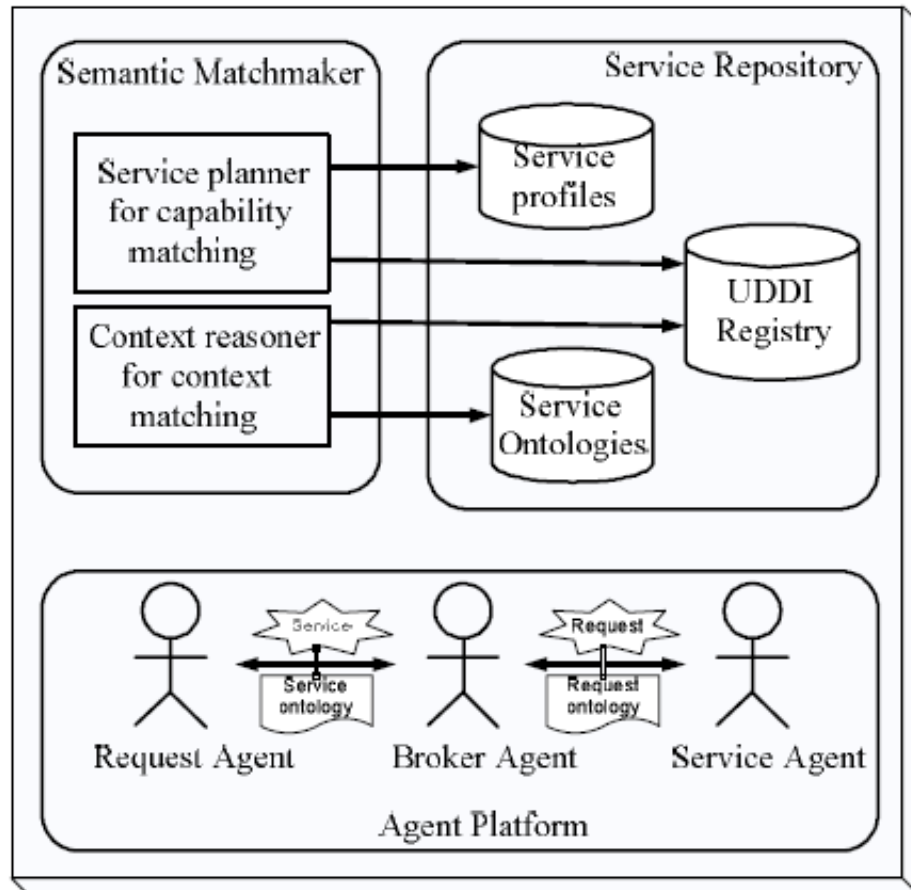 Semantic Matchmaker
Service planner
for capability
matching
Context reasoner
for context
matching
Service Repository
Service
profiles
UDDI
Registry
Service
Ontologies
Service
Service
ontology
Request
Request
ontology
Request Agent
Broker Agent
Service Agent
Agent Platform